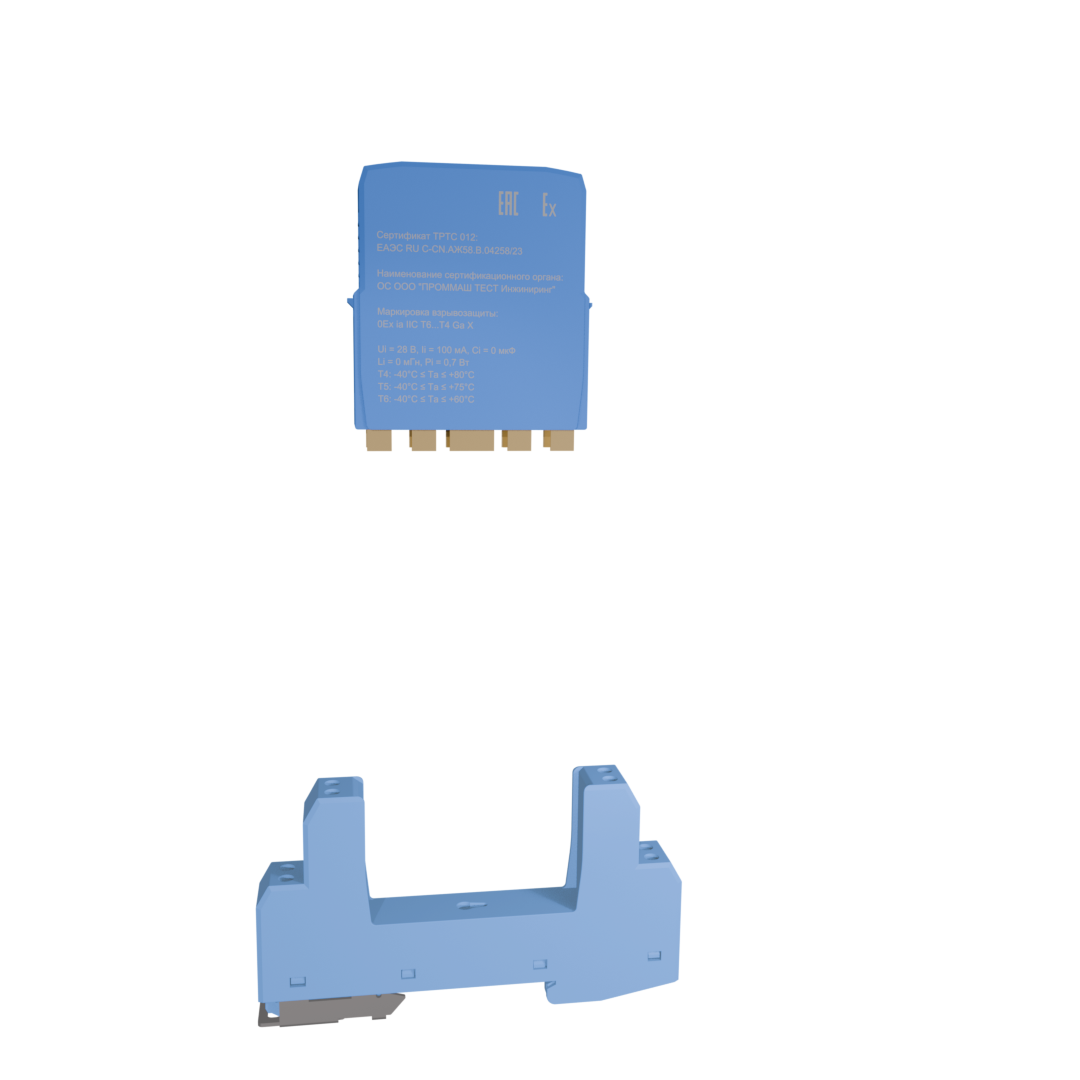 EAC Ex
Сертификат ТРТС 012:
ЕАЭС RU C-CN.АЖ58.В.04258/23
Наименование сертификационного органа:
ОС ООО "ПРОММАШ ТЕСТ Инжиниринг"
Маркировка взрывозащиты:
0Ex ia IIC T6...T4 Ga X
Ui = 28 В, Ii = 100 мА, Ci = 0 мкФ
Li = 0 мГн, Pi = 0,7 Вт
T4: -40°C ≤ Ta ≤ +80°C
T5: -40°C ≤ Ta ≤ +75°C
T6: -40°C ≤ Ta ≤ +60°C